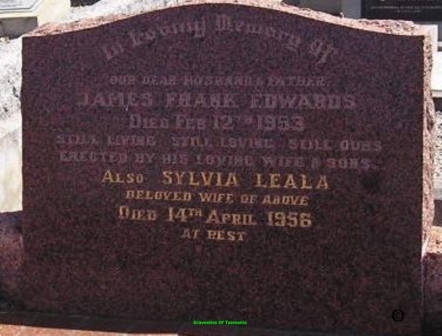 In Loving Memory Of
OUR DEAR HUSBAND & FATHER
JAMES FRANK EDWARDS
DIED FEB 12TH 1953
STILL LIVING STILL LOVING STILL OURS
ERECTED BY HIS LOVING WIFE & SONS.
ALSO SYLVIA LEALA
BELOVED WIFE OF ABOVE
DIED 14TH APRIL 1956
AT REST
Gravesites Of Tasmania